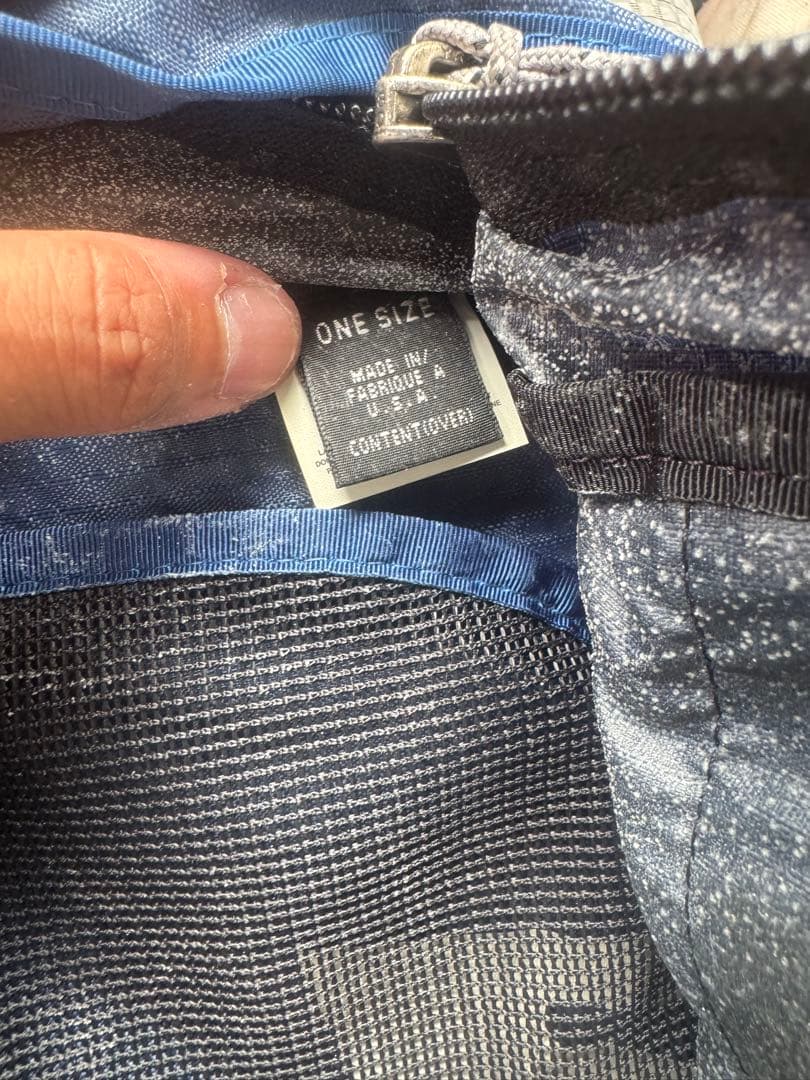 ONE SIZE
MADE IN/
FABRIQUE A
U.S.A.
CONTENT(OVER)